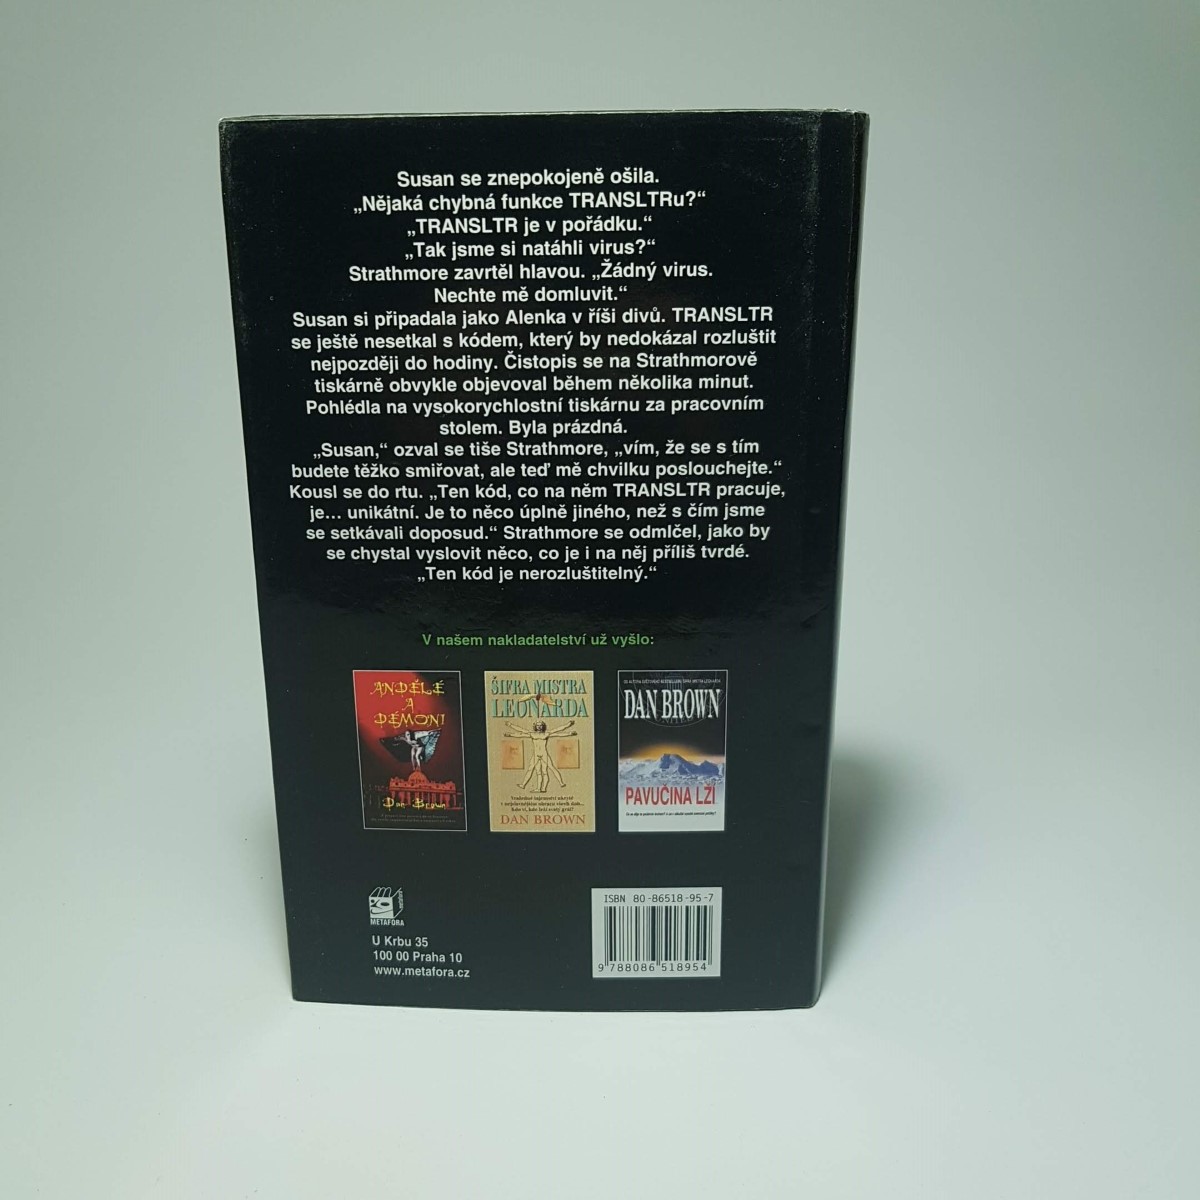 Susan se znepokojeně ošila.
„Nějaká chybná funkce TRANSLTRu?“
„TRANSLTR je v pořádku.“
„Tak jsme si natáhli virus?“
Strathmore zavrtěl hlavou. „Žádný virus.
Nechte mě domluvit.“
Susan si připadala jako Alenka v říši divů. TRANSLTR
se ještě nesetkal s kódem, který by nedokázal rozluštit
nejpozději do hodiny. Čistopis se na Strathmorově
tiskárně obvykle objevoval během několika minut.
Pohlédla na vysokorychlostní tiskárnu za pracovním
stolem. Byla prázdná.
„Susan,“ ozval se tiše Strathmore, „vím, že se s tím
budete těžko smiřovat, ale teď mě chvilku poslouchejte.“
Kousl se do rtu. „Ten kód, co na něm TRANSLTR pracuje,
je... unikátní. Je to něco úplně jiného, než s čím jsme
se setkávali doposud.“ Strathmore se odmlčel, jako by
se chystal vyslovit něco, co je i na něj příliš tvrdé.
„Ten kód je nerozluštitelný.“
V našem nakladatelství už vyšlo:
ANDĚLÉ
A
DÉMONI
Dan Brown
ŠIFRA MISTRA
LEONARDA
DAN BROWN
DAN BROWN
PAVUČINA LŽÍ
METAFORA
U Krbu 35
100 00 Praha 10
www.metafora.cz
ISBN 80-86518-95-7
9 788086 518954